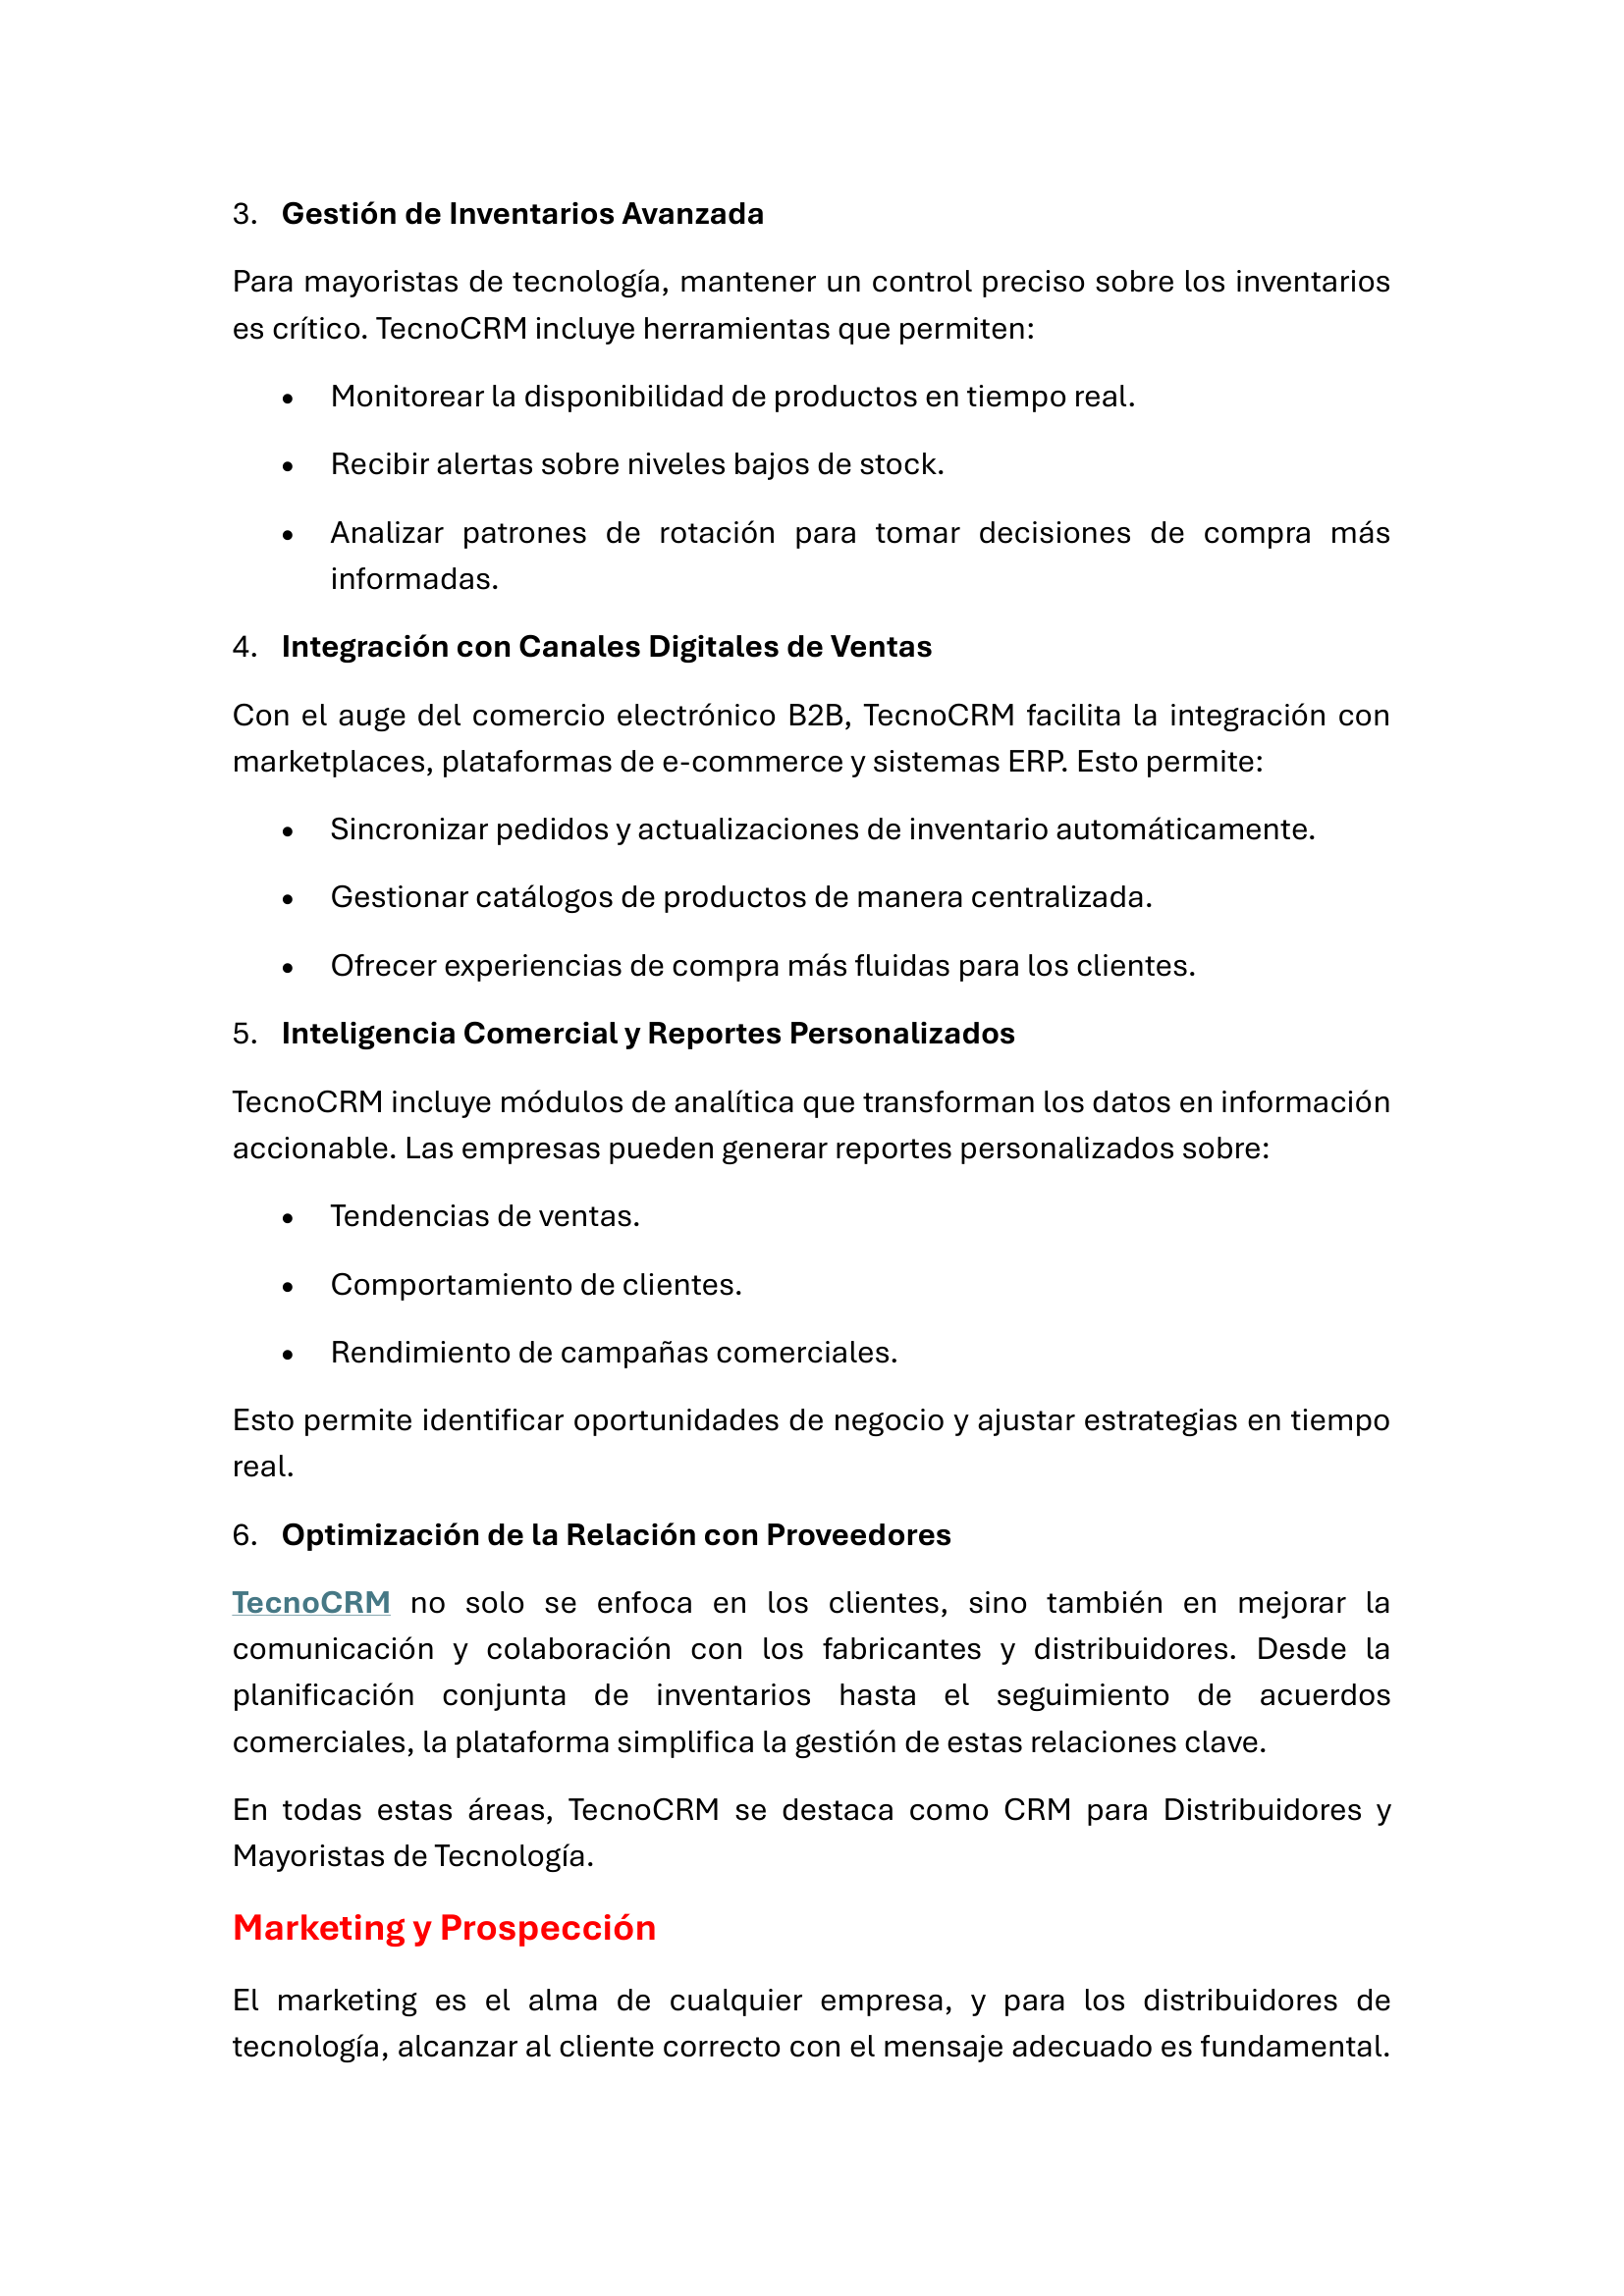 3. Gestión de Inventarios Avanzada
Para mayoristas de tecnología, mantener un control preciso sobre los inventarios
es crítico. TecnoCRM incluye herramientas que permiten:
• Monitorear la disponibilidad de productos en tiempo real.
• Recibir alertas sobre niveles bajos de stock.
• Analizar patrones de rotación para tomar decisiones de compra más
informadas.
4. Integración con Canales Digitales de Ventas
Con el auge del comercio electrónico B2B, TecnoCRM facilita la integración con
marketplaces, plataformas de e-commerce y sistemas ERP. Esto permite:
• Sincronizar pedidos y actualizaciones de inventario automáticamente.
• Gestionar catálogos de productos de manera centralizada.
• Ofrecer experiencias de compra más fluidas para los clientes.
5. Inteligencia Comercial y Reportes Personalizados
TecnoCRM incluye módulos de analítica que transforman los datos en información
accionable. Las empresas pueden generar reportes personalizados sobre:
• Tendencias de ventas.
• Comportamiento de clientes.
• Rendimiento de campañas comerciales.
Esto permite identificar oportunidades de negocio y ajustar estrategias en tiempo
real.
6. Optimización de la Relación con Proveedores
TecnoCRM no solo se enfoca en los clientes, sino también en mejorar la
comunicación y colaboración con los fabricantes y distribuidores. Desde la
planificación conjunta de inventarios hasta el seguimiento de acuerdos
comerciales, la plataforma simplifica la gestión de estas relaciones clave.
En todas estas áreas, TecnoCRM se destaca como CRM para Distribuidores y
Mayoristas de Tecnología.
Marketing y Prospección
El marketing es el alma de cualquier empresa, y para los distribuidores de
tecnología, alcanzar al cliente correcto con el mensaje adecuado es fundamental.